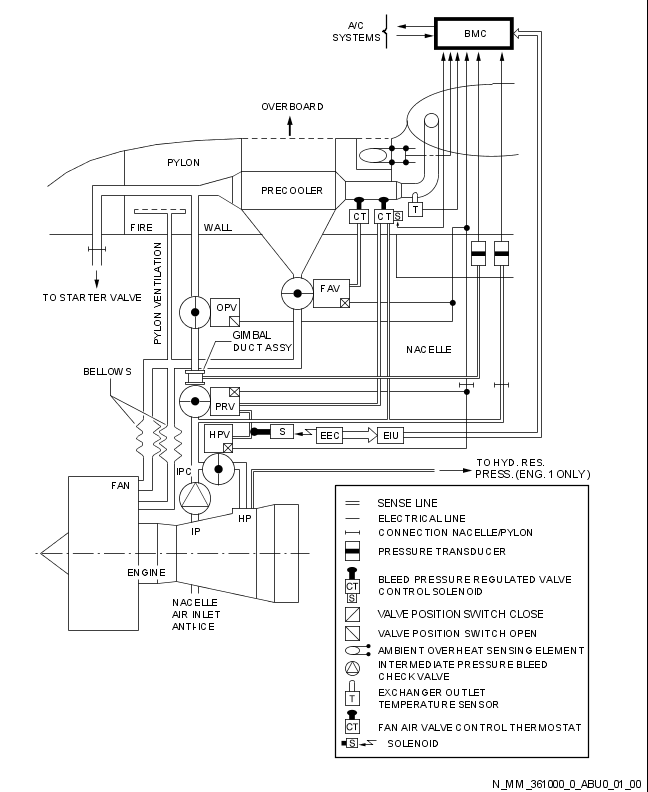 A/C
SYSTEMS
BMC
OVERBOARD
PYLON
PRECOOLER
CT
CT
S
T
FIRE
WALL
TO STARTER VALVE
PYLON VENTILATION
FAV
OPV
GIMBAL
DUCT ASSY
NACELLE
BELLOWS
PRV
HPV
S
EEC
EIU
IPC
FAN
TO HYD. RES.
PRESS. (ENG. 1 ONLY)
IP
HP
ENGINE
NACELLE
AIR INLET
ANTI-ICE
SENSE LINE
ELECTRICAL LINE
CONNECTION NACELLE/PYLON
PRESSURE TRANSDUCER
CT
S
BLEED PRESSURE REGULATED VALVE
CONTROL SOLENOID
VALVE POSITION SWITCH CLOSE
VALVE POSITION SWITCH OPEN
AMBIENT OVERHEAT SENSING ELEMENT
INTERMEDIATE PRESSURE BLEED
CHECK VALVE
T
EXCHANGER OUTLET
TEMPERATURE SENSOR
CT
FAN AIR VALVE CONTROL THERMOSTAT
S
SOLENOID
N_MM_361000_0_ABU0_01_00